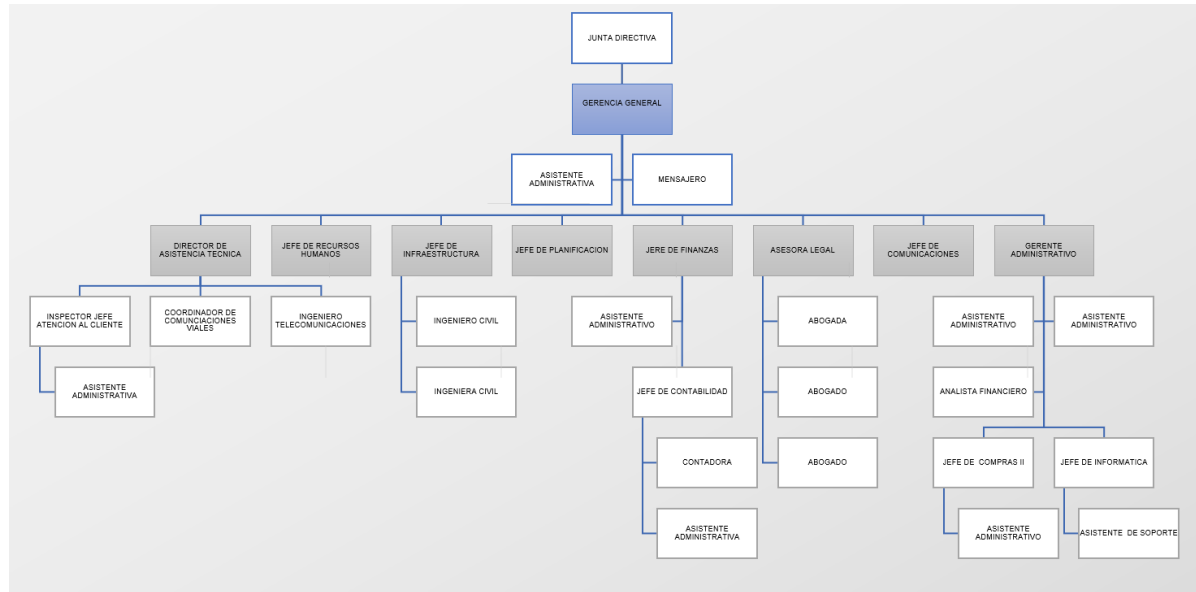 JUNTA DIRECTIVA
GERENCIA GENERAL
ASISTENTE
ADMINISTRATIVA
MENSAJERO
DIRECTOR DE
ASISTENCIA TECNICA
JEFE DE RECURSOS
HUMANOS
JEFE DE
INFRAESTRUCTURA
JEFE DE PLANIFICACION
JERE DE FINANZAS
ASESORA LEGAL
JEFE DE
COMUNICACIONES
GERENTE
ADMINISTRATIVO
INSPECTOR JEFE
ATENCION AL CLIENTE
COORDINADOR DE
COMUNCIACIONES
VIALES
INGENIERO
TELECOMUNICACIONES
INGENIERO CIVIL
ASISTENTE
ADMINISTRATIVO
ABOGADA
ASISTENTE
ADMINISTRATIVO
ASISTENTE
ADMINISTRATIVO
ASISTENTE
ADMINISTRATIVA
INGENIERA CIVIL
JEFE DE CONTABILIDAD
ABOGADO
ANALISTA FINANCIERO
CONTADORA
ABOGADO
JEFE DE COMPRAS II
JEFE DE INFORMATICA
ASISTENTE
ADMINISTRATIVA
ASISTENTE
ADMINISTRATIVO
ASISTENTE DE SOPORTE